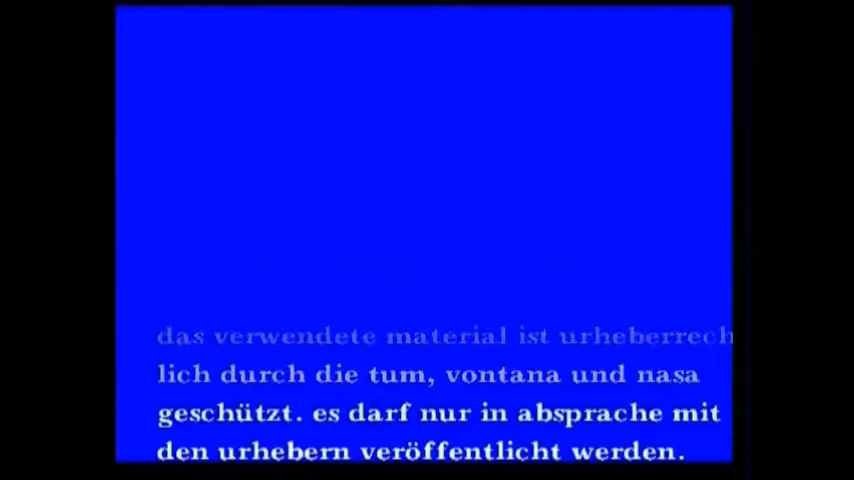 das verwendete material ist urheberrech
lich durch die tum, vontana und nasa
geschützt. es darf nur in absprache mit
den urhebern veröffentlicht werden.